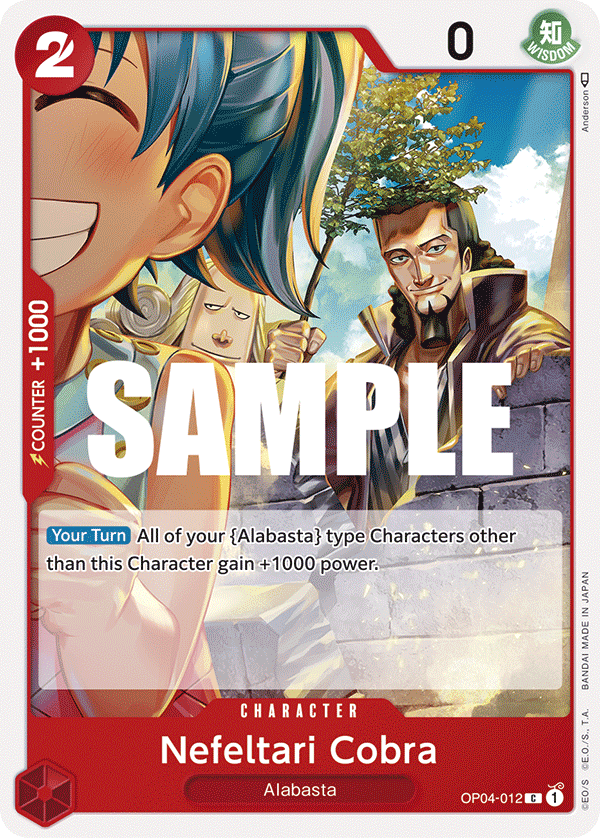 2
0
知
WISDOM
Anderson
COUNTER +1000
SAMPLE
Your Turn All of your {Alabasta} type Characters other
than this Character gain +1000 power.
CHARACTER
Nefeltari Cobra
Alabasta
OP04-012 C 1
©EO/S ©E.O./S., T.A. BANDAI MADE IN JAPAN